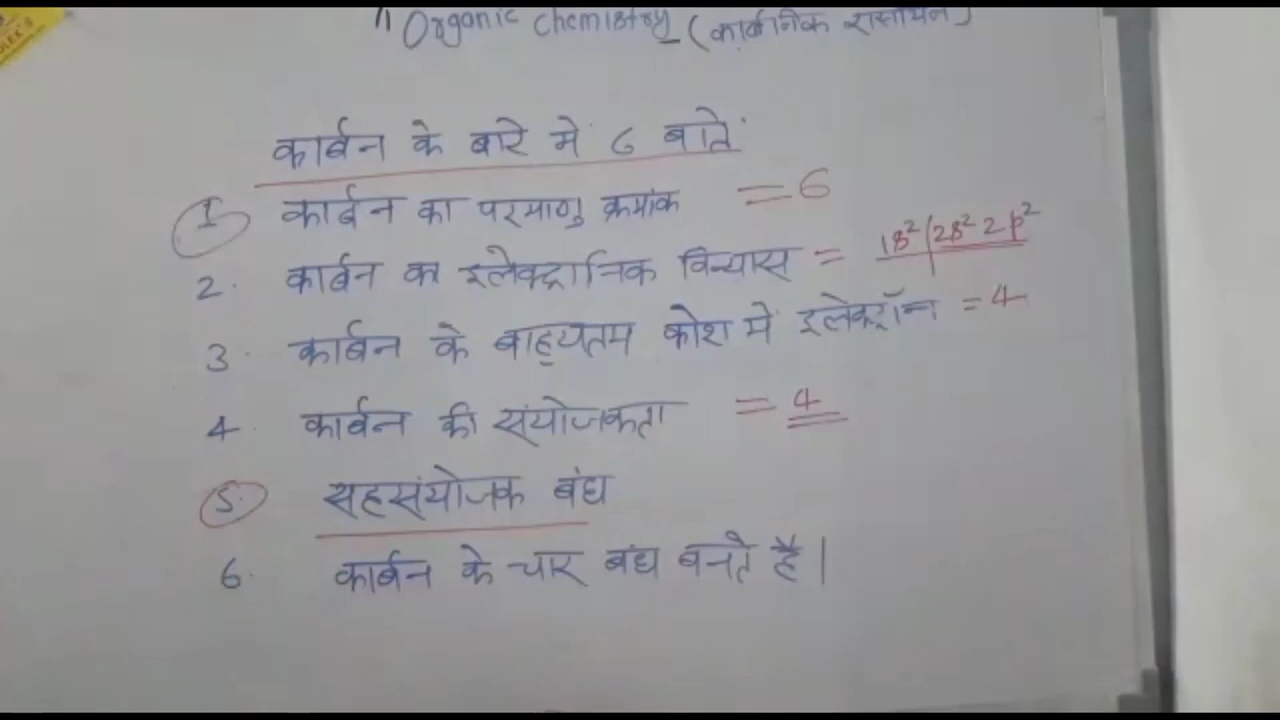 Organic chemistry (कार्बनिक रासायन)
कार्बन के बारे मे 6 बाते
1 कार्बन का परमाणु क्रमांक = 6
2. कार्बन का इलेक्ट्रानिक विन्यास = 1s² 2s² 2p²
3. कार्बन के बाह्यतम कोश मे इलेक्ट्रॉन = 4
4. कार्बन की संयोजकता = 4
5. सहसंयोजक बंध
6. कार्बन के चार बंध बनते है।